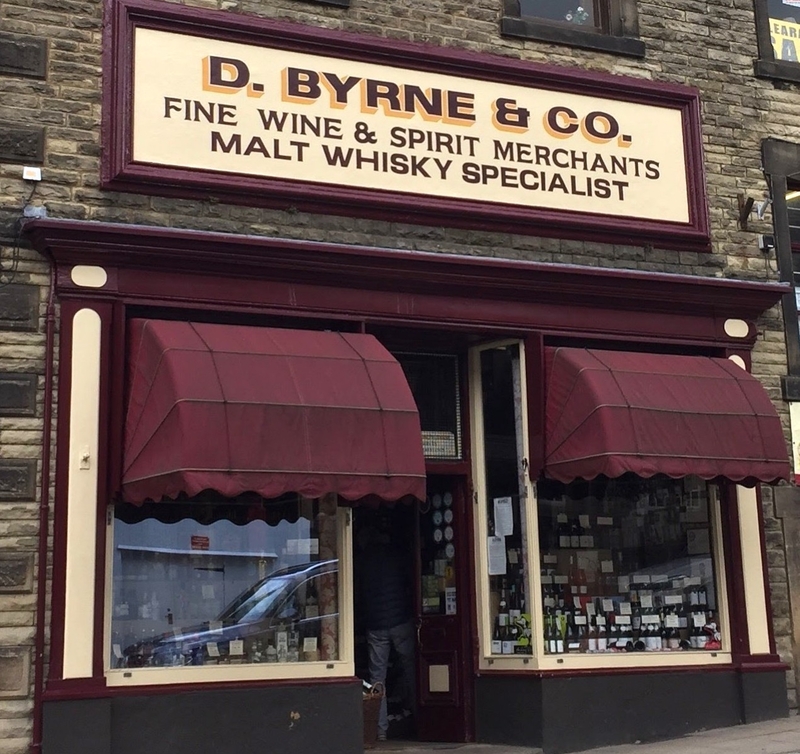 D. BYRNE & CO.
FINE WINE & SPIRIT MERCHANTS
MALT WHISKY SPECIALIST